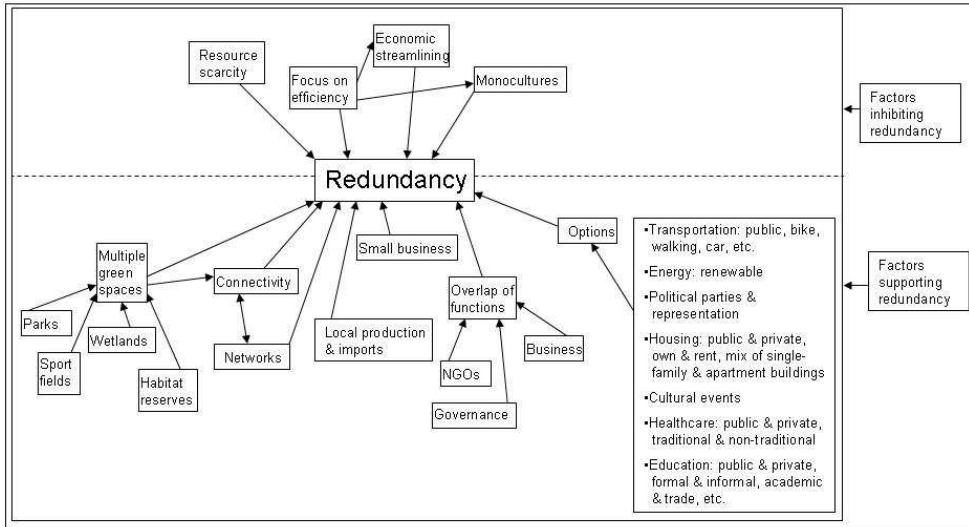 Resource
scarcity
Focus on
efficiency
Economic
streamlining
Monocultures
Factors
inhibiting
redundancy
Redundancy
Multiple
green
spaces
Connectivity
Small business
Options
Parks
Sport
fields
Wetlands
Habitat
reserves
Networks
Local production
& imports
Overlap of
functions
NGOs
Governance
Business
▪Transportation: public, bike,
walking, car, etc.
▪Energy: renewable
▪Political parties &
representation
▪Housing: public & private,
own & rent, mix of single-
family & apartment buildings
▪Cultural events
▪Healthcare: public & private,
traditional & non-traditional
▪Education: public & private,
formal & informal, academic
& trade, etc.
Factors
supporting
redundancy